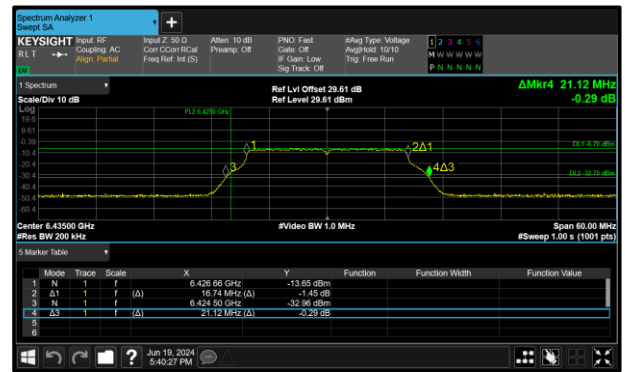 Spectrum Analyzer 1
Swept SA
+
KEYSIGHT Input: RF Input Z: 50 Ω Atten: 10 dB PNO: Fast #Avg Type: Voltage 1 2 3 4 5 6
RLT Coupling: AC Corr CCorr RCal Preamp: Off Gate: Off Avg|Hold: 10/10 M W W W W W
Align: Partial Freq Ref: Int (S) IF Gain: Low Trig: Free Run
Sig Track: Off P N N N N N
1 Spectrum Ref Lvl Offset 29.61 dB ΔMkr4 21.12 MHz
Scale/Div 10 dB Ref Level 29.61 dBm -0.29 dB
Log
19.6 FL2 6.4250 GHz
9.61
-0.39 1 2Δ1 DL1 -6.70 dBm
-10.4
-20.4 3 4Δ3 DL2 -32.70 dBm
-30.4
-40.4
-50.4
-60.4
Center 6.43500 GHz #Video BW 1.0 MHz Span 60.00 MHz
#Res BW 200 kHz #Sweep 1.00 s (1001 pts)
5 Marker Table
Mode Trace Scale X Y Function Function Width Function Value
1 N 1 f 6.426 66 GHz -13.65 dBm
2 Δ1 1 f (Δ) 16.74 MHz (Δ) -1.45 dB
3 N 1 f 6.424 50 GHz -32.96 dBm
4 Δ3 1 f (Δ) 21.12 MHz (Δ) -0.29 dB
5
6
? Jun 19, 2024
5:40:27 PM